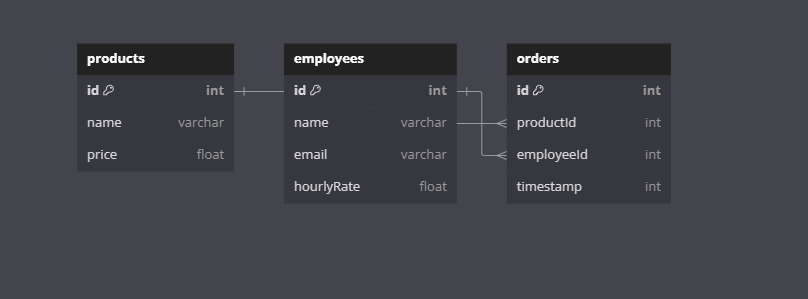 products
id int
name varchar
price float
employees
id int
name varchar
email varchar
hourlyRate float
orders
id int
productId int
employeeId int
timestamp int